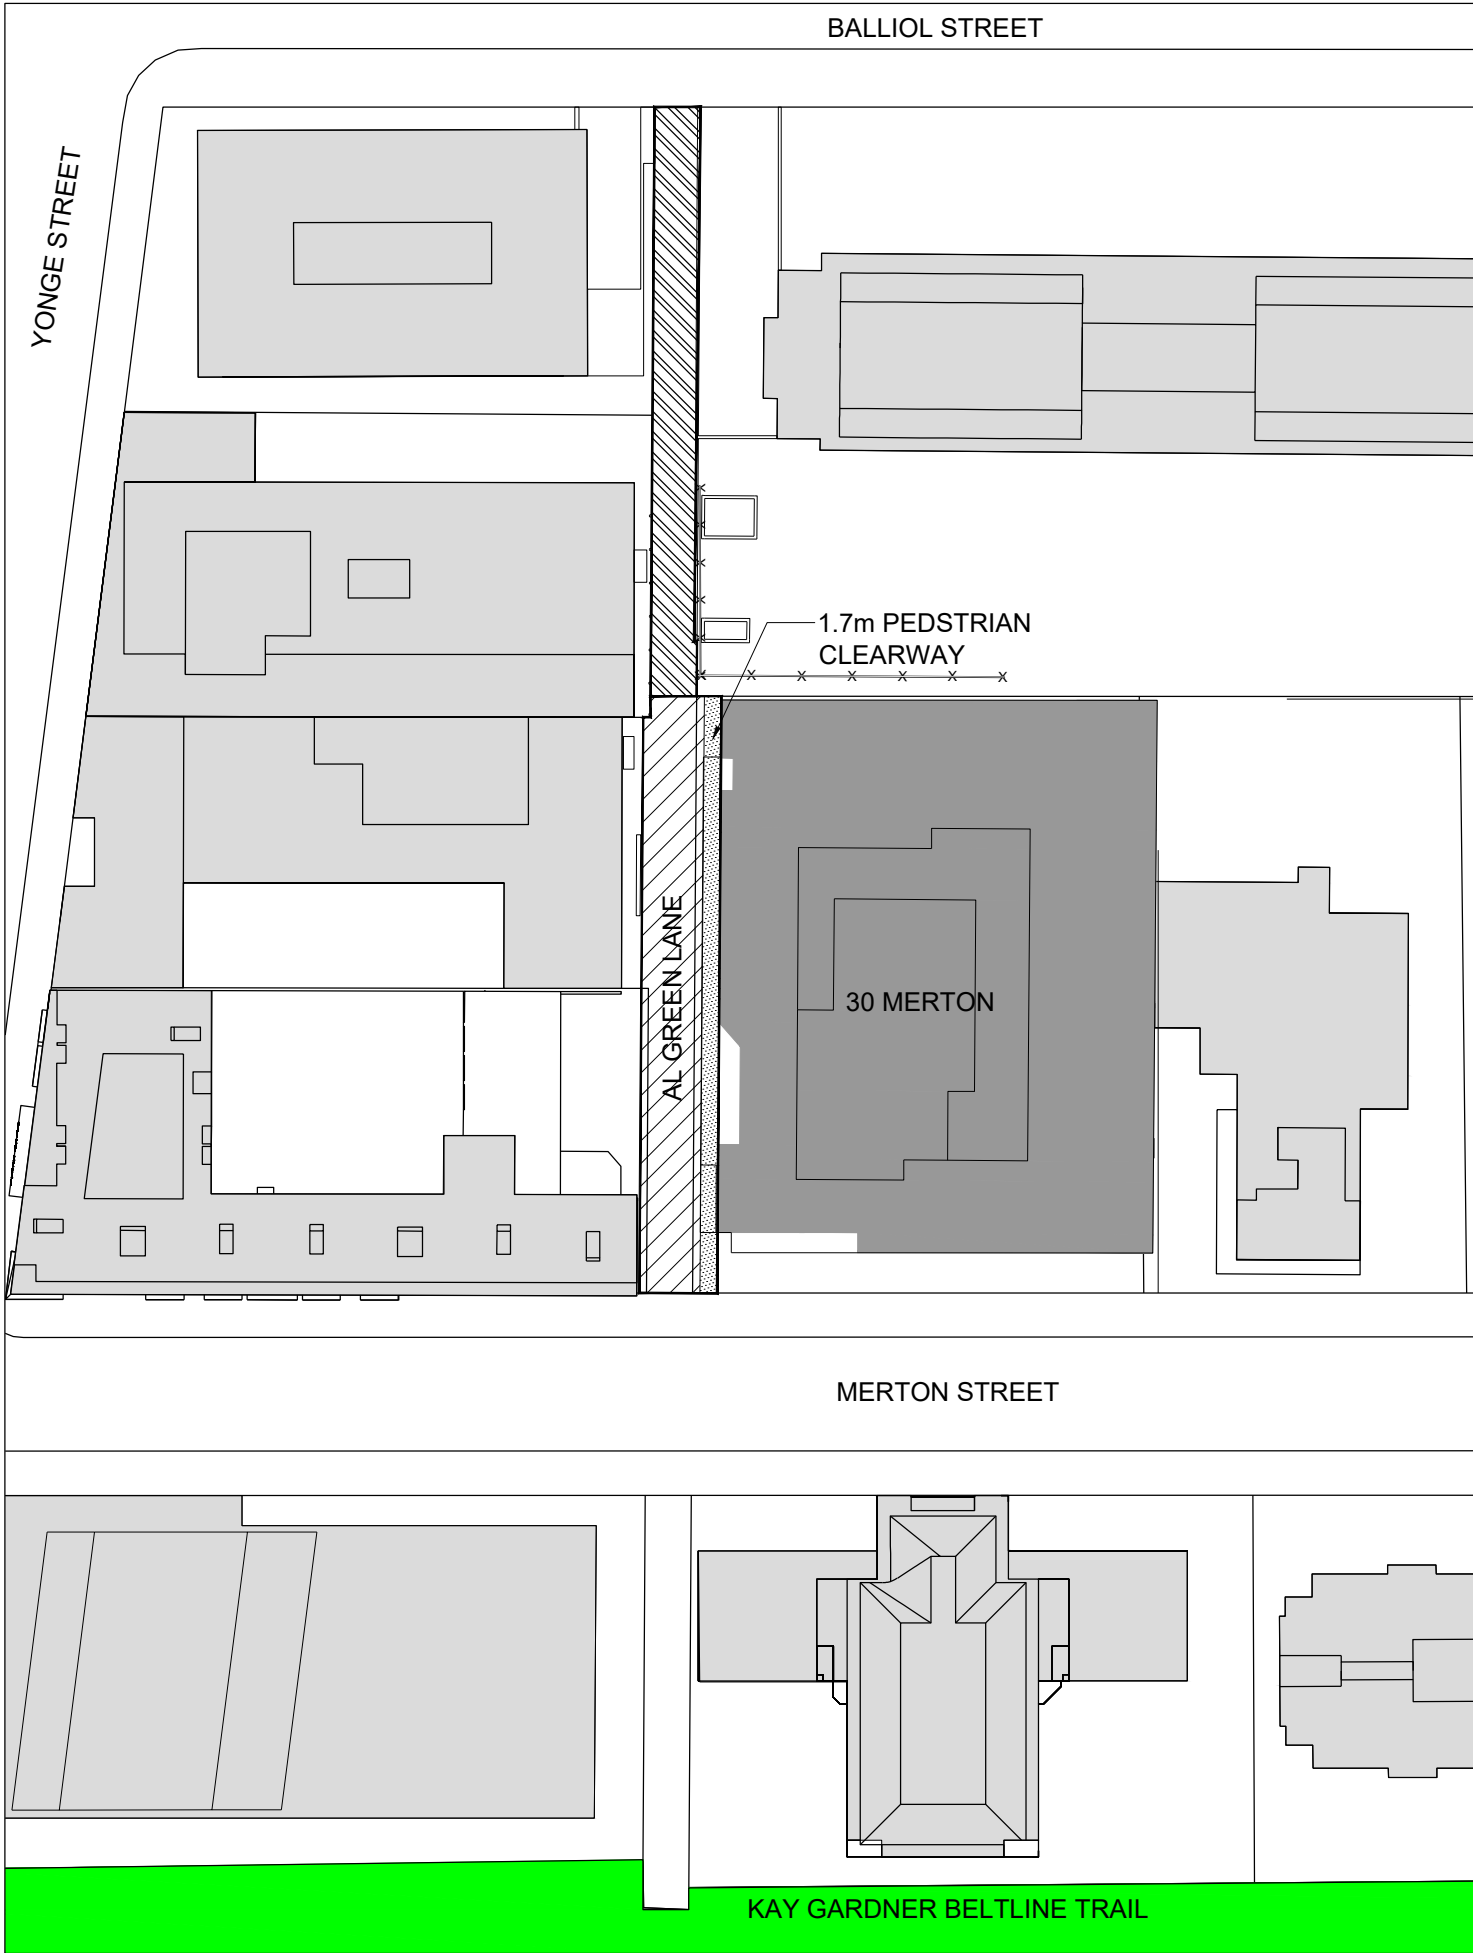 BALLIOL STREET
YONGE STREET
1.7m PEDSTRIAN
CLEARWAY
AL GREEN LANE
30 MERTON
MERTON STREET
KAY GARDNER BELTLINE TRAIL